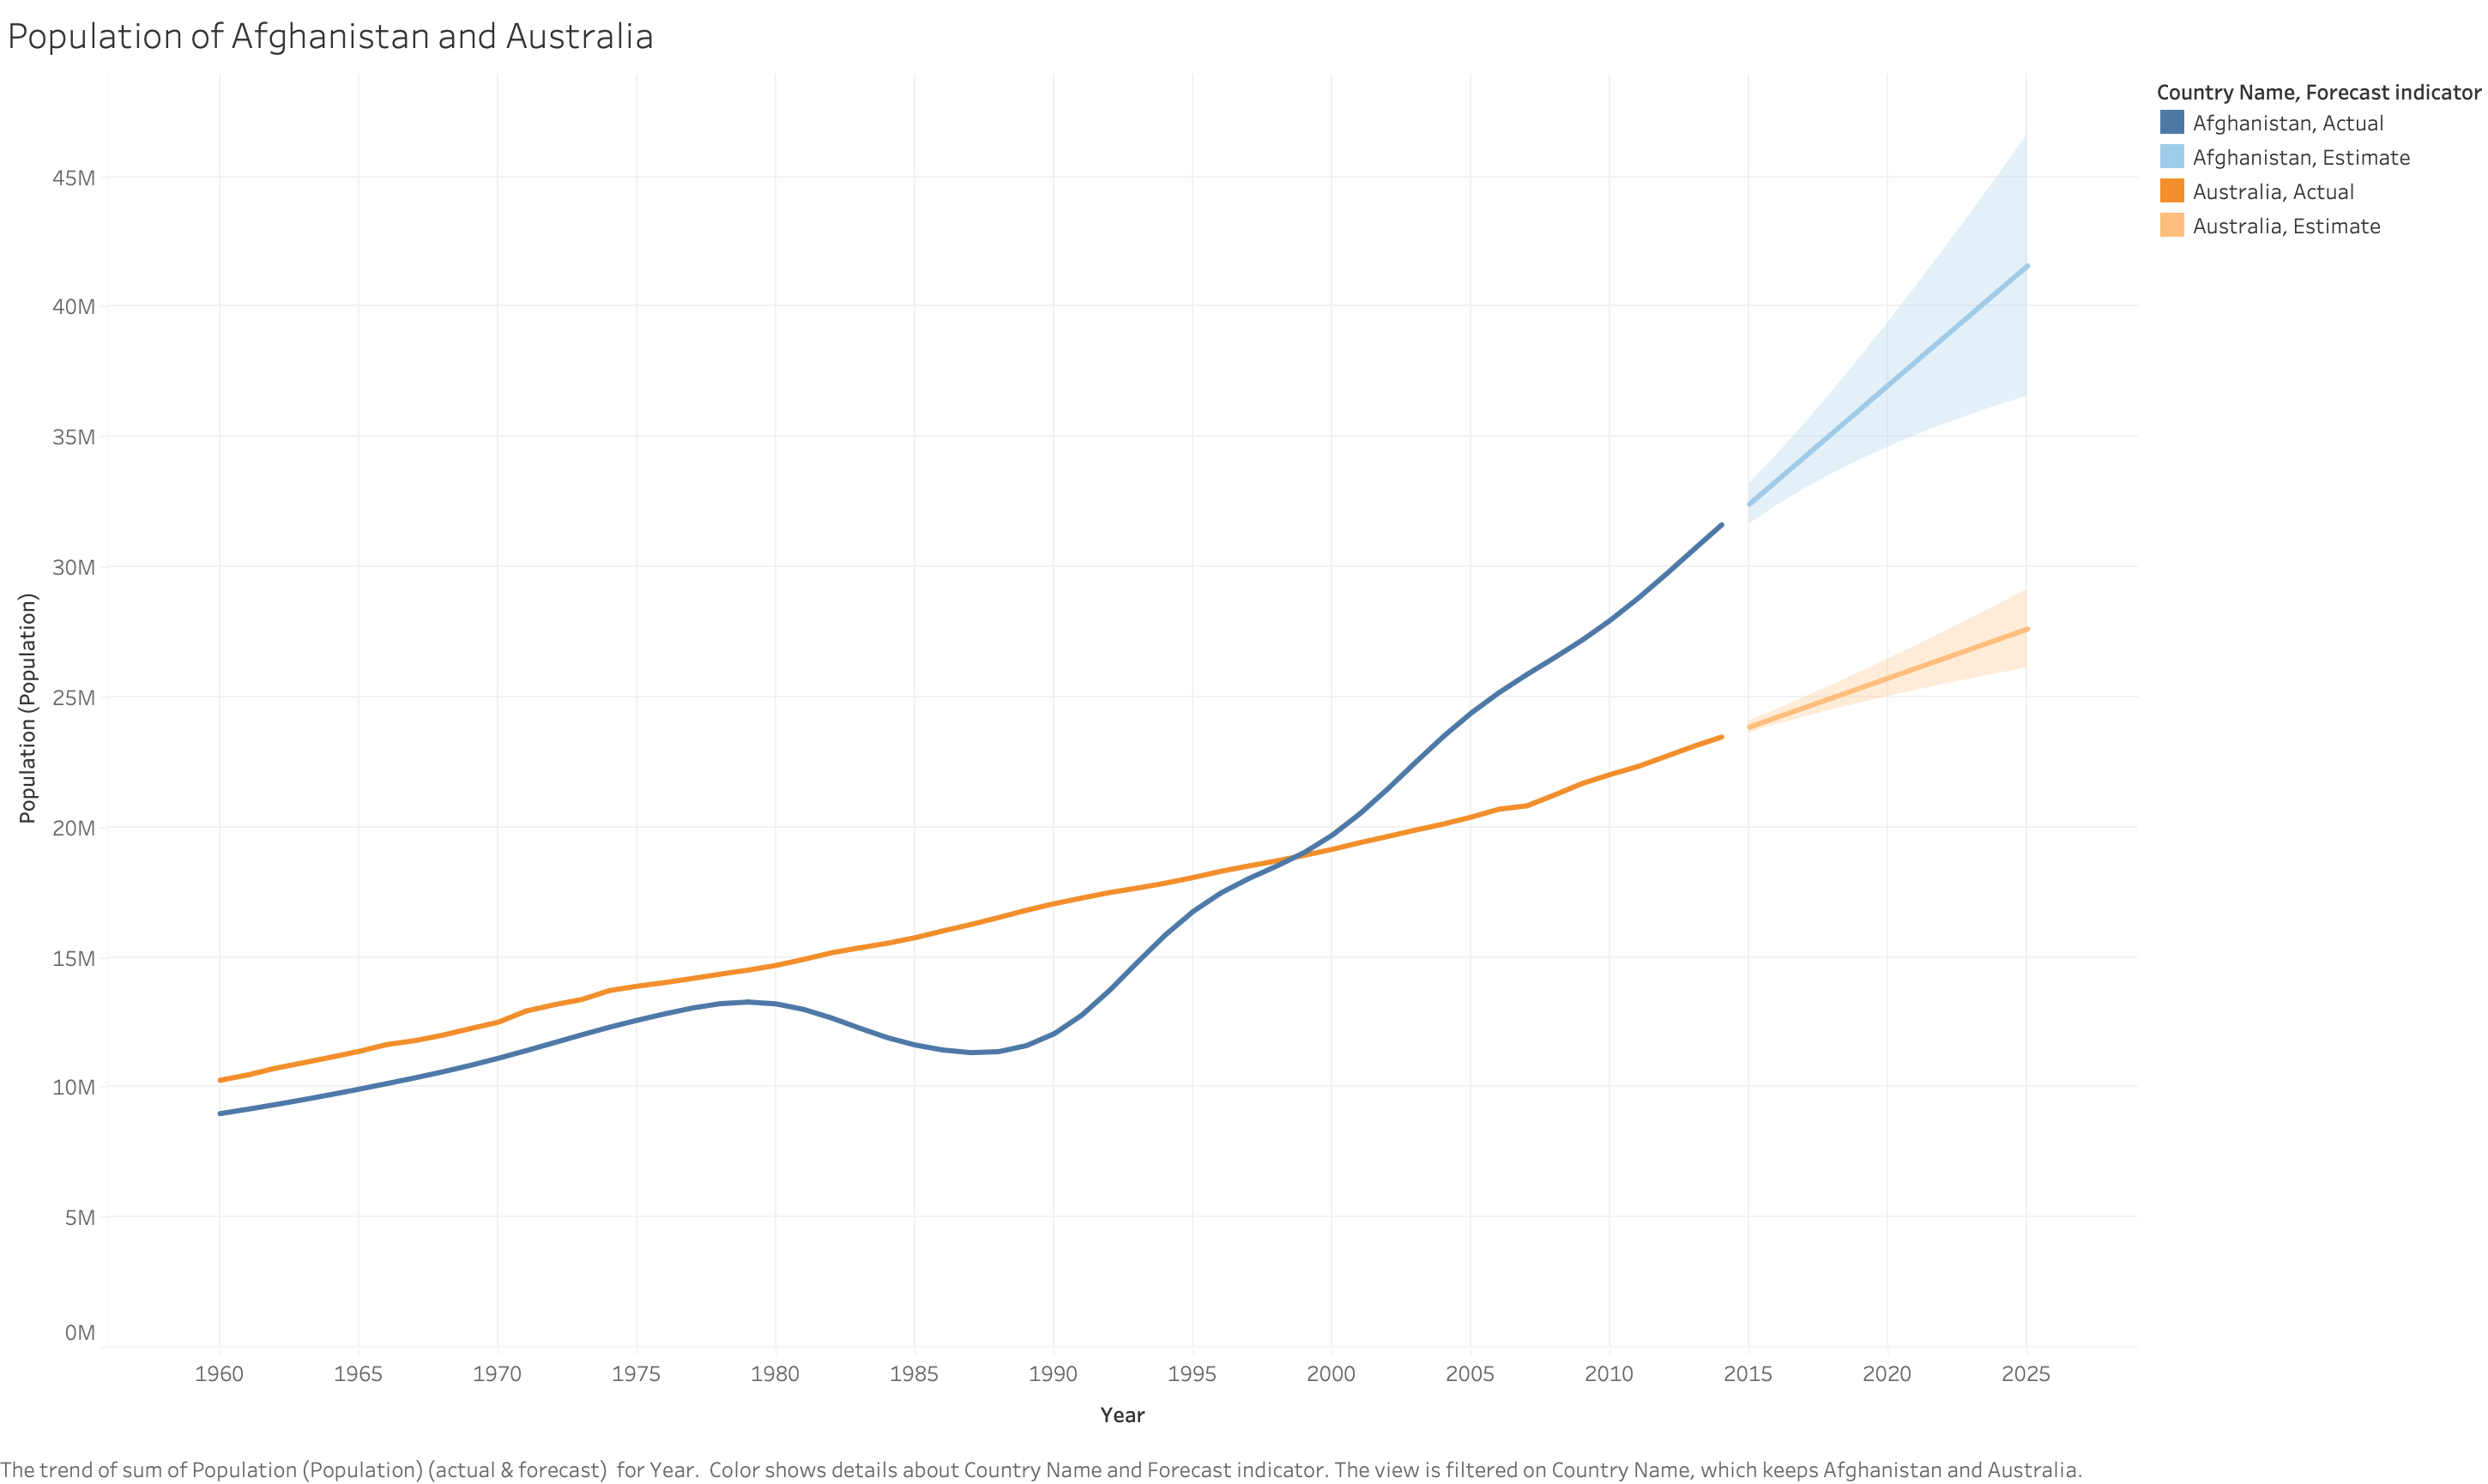 Population of Afghanistan and Australia
Country Name, Forecast indicator
Afghanistan, Actual
Afghanistan, Estimate
Australia, Actual
Australia, Estimate
Population (Population)
45M
40M
35M
30M
25M
20M
15M
10M
5M
0M
1960 1965 1970 1975 1980 1985 1990 1995 2000 2005 2010 2015 2020 2025
Year
The trend of sum of Population (Population) (actual & forecast)  for Year.  Color shows details about Country Name and Forecast indicator. The view is filtered on Country Name, which keeps Afghanistan and Australia.